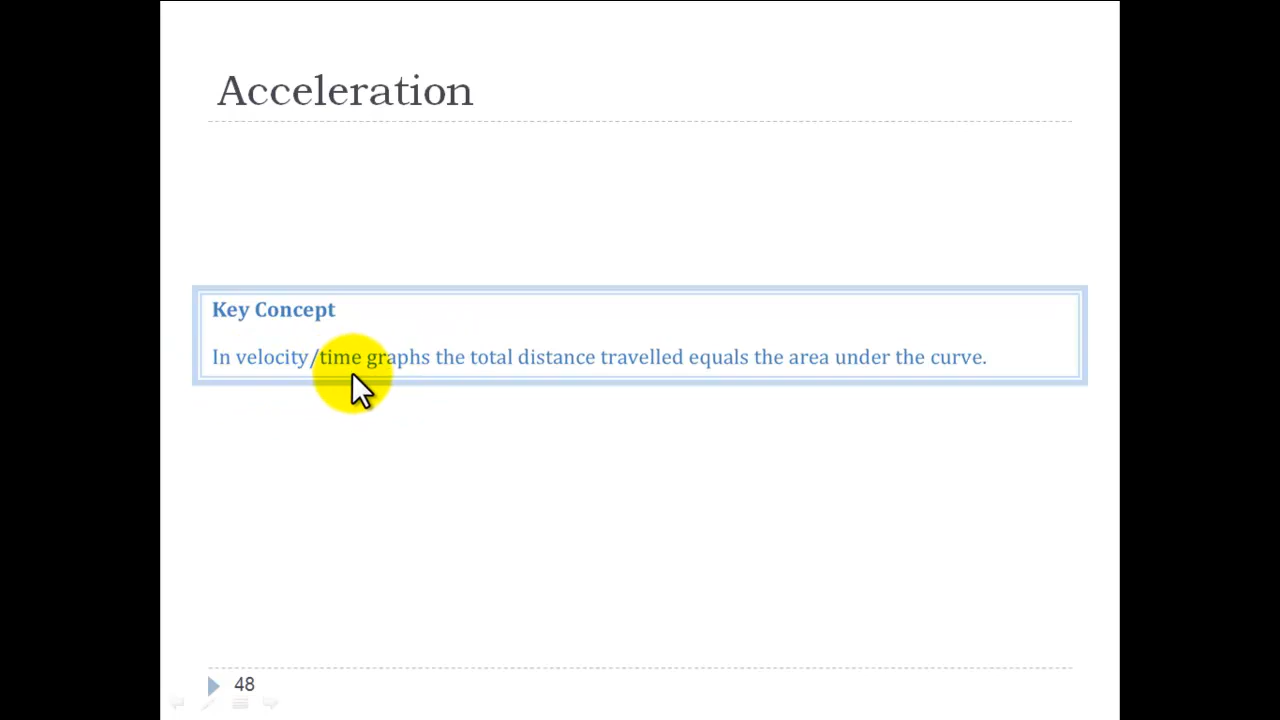 Acceleration
Key Concept
In velocity/time graphs the total distance travelled equals the area under the curve.
48